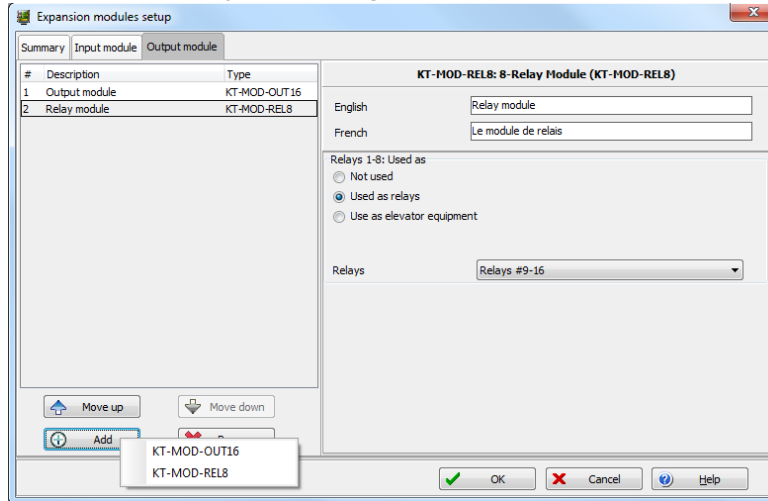 Expansion modules setup
Summary Input module Output module
# Description Type
1 Output module KT-MOD-OUT16
2 Relay module KT-MOD-REL8
KT-MOD-REL8: 8-Relay Module (KT-MOD-REL8)
English Relay module
French Le module de relais
Relays 1-8: Used as
Not used
Used as relays
Use as elevator equipment
Relays Relays #9-16
Move up Move down
Add
KT-MOD-OUT16
KT-MOD-REL8
OK Cancel Help